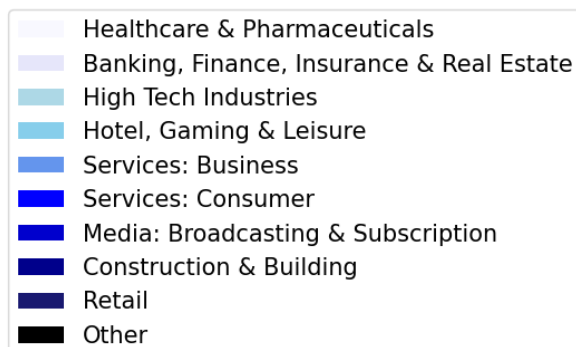 Healthcare & Pharmaceuticals
Banking, Finance, Insurance & Real Estate
High Tech Industries
Hotel, Gaming & Leisure
Services: Business
Services: Consumer
Media: Broadcasting & Subscription
Construction & Building
Retail
Other